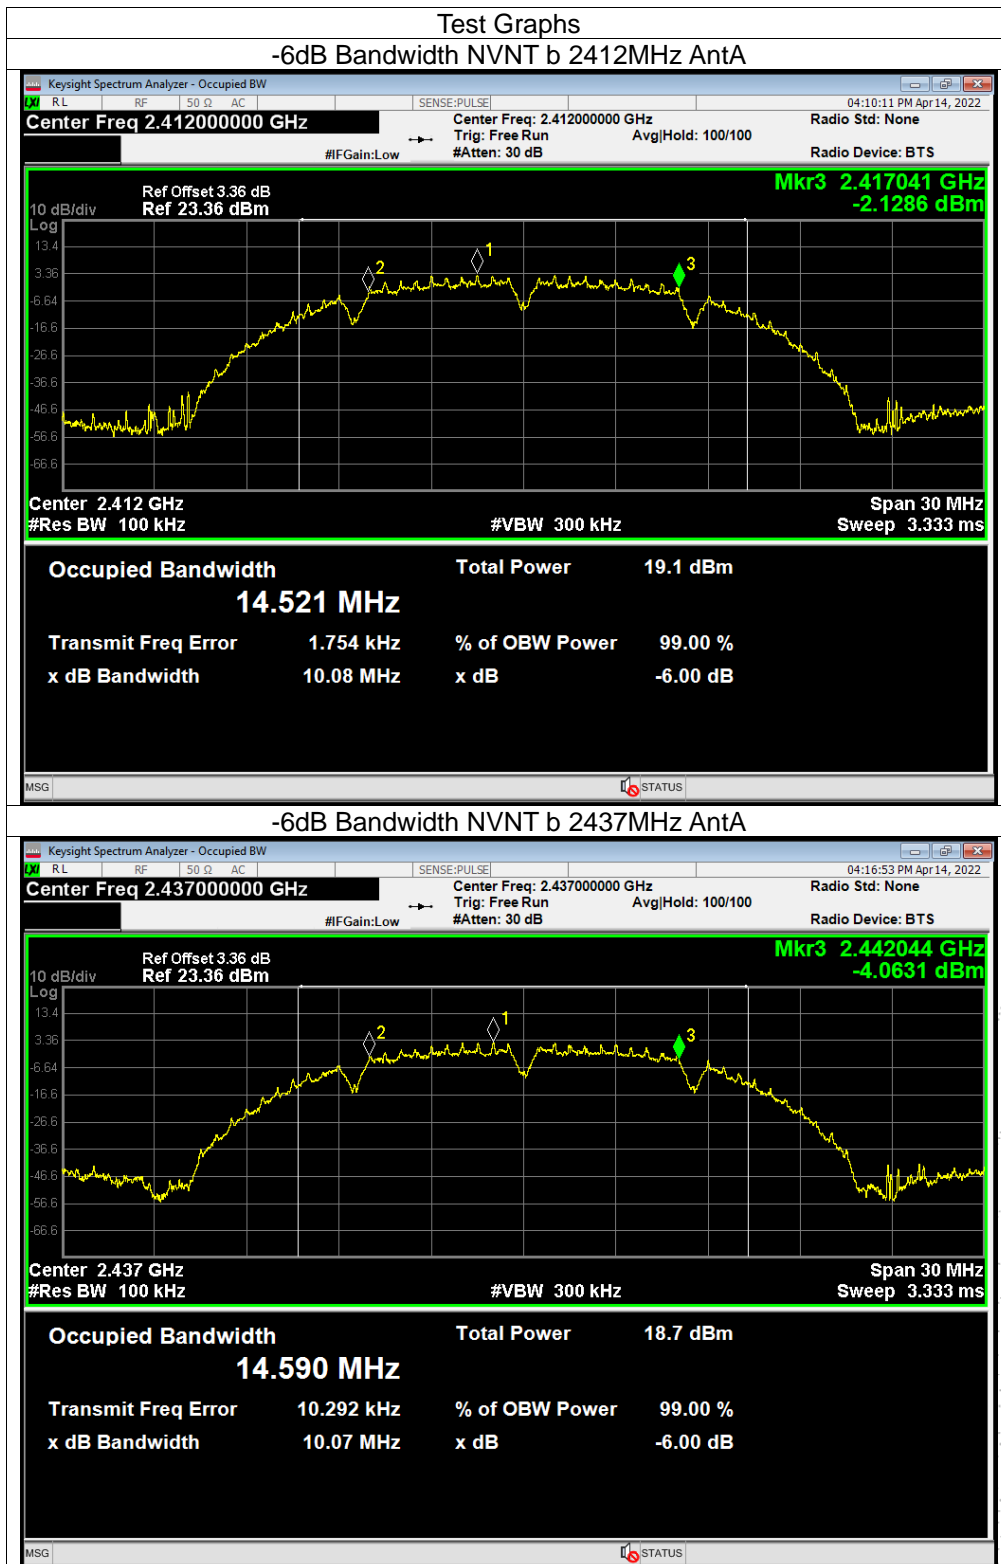 Test Graphs
-6dB Bandwidth NVNT b 2412MHz AntA
Keysight Spectrum Analyzer - Occupied BW
LXI RL RF 50 Ω AC SENSE:PULSE 04:10:11 PM Apr 14, 2022
Center Freq 2.412000000 GHz Center Freq: 2.412000000 GHz Radio Std: None
Trig: Free Run Avg|Hold: 100/100
#IFGain:Low #Atten: 30 dB Radio Device: BTS
Mkr3 2.417041 GHz
-2.1286 dBm
Ref Offset 3.36 dB
10 dB/div Ref 23.36 dBm
Log
13.4
3.36
-6.64
-16.6
-26.6
-36.6
-46.6
-56.6
-66.6
1
2
3
Center 2.412 GHz Span 30 MHz
#Res BW 100 kHz #VBW 300 kHz Sweep 3.333 ms
Occupied Bandwidth Total Power 19.1 dBm
14.521 MHz
Transmit Freq Error 1.754 kHz % of OBW Power 99.00 %
x dB Bandwidth 10.08 MHz x dB -6.00 dB
MSG STATUS
-6dB Bandwidth NVNT b 2437MHz AntA
Keysight Spectrum Analyzer - Occupied BW
LXI RL RF 50 Ω AC SENSE:PULSE 04:16:53 PM Apr 14, 2022
Center Freq 2.437000000 GHz Center Freq: 2.437000000 GHz Radio Std: None
Trig: Free Run Avg|Hold: 100/100
#IFGain:Low #Atten: 30 dB Radio Device: BTS
Mkr3 2.442044 GHz
-4.0631 dBm
Ref Offset 3.36 dB
10 dB/div Ref 23.36 dBm
Log
13.4
3.36
-6.64
-16.6
-26.6
-36.6
-46.6
-56.6
-66.6
1
2
3
Center 2.437 GHz Span 30 MHz
#Res BW 100 kHz #VBW 300 kHz Sweep 3.333 ms
Occupied Bandwidth Total Power 18.7 dBm
14.590 MHz
Transmit Freq Error 10.292 kHz % of OBW Power 99.00 %
x dB Bandwidth 10.07 MHz x dB -6.00 dB
MSG STATUS